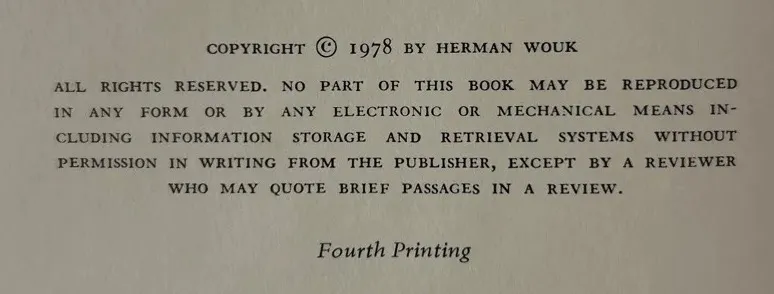 COPYRIGHT © 1978 BY HERMAN WOUK
ALL RIGHTS RESERVED. NO PART OF THIS BOOK MAY BE REPRODUCED
IN ANY FORM OR BY ANY ELECTRONIC OR MECHANICAL MEANS IN-
CLUDING INFORMATION STORAGE AND RETRIEVAL SYSTEMS WITHOUT
PERMISSION IN WRITING FROM THE PUBLISHER, EXCEPT BY A REVIEWER
WHO MAY QUOTE BRIEF PASSAGES IN A REVIEW.
Fourth Printing